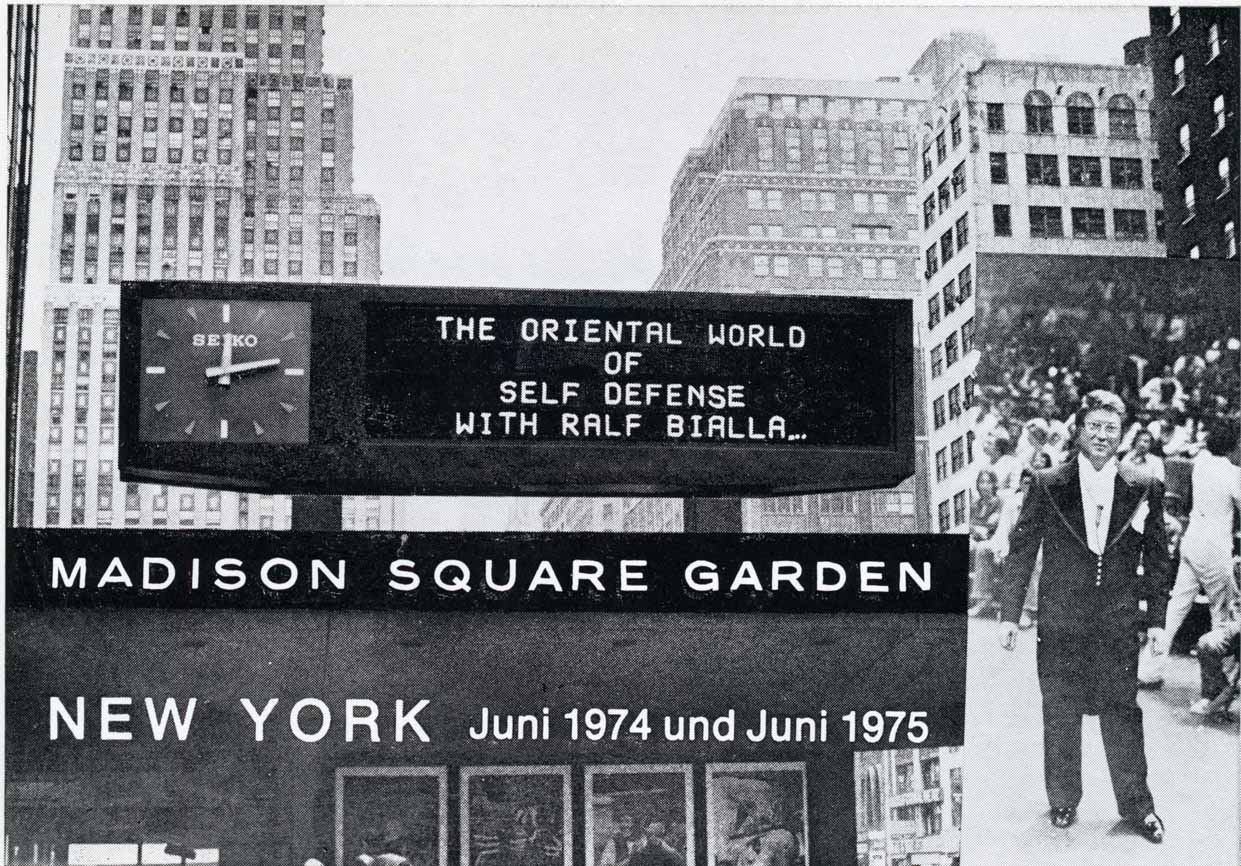 SEIKO
THE ORIENTAL WORLD
OF
SELF DEFENSE
WITH RALF BIALLA...
MADISON SQUARE GARDEN
NEW YORK Juni 1974 und Juni 1975